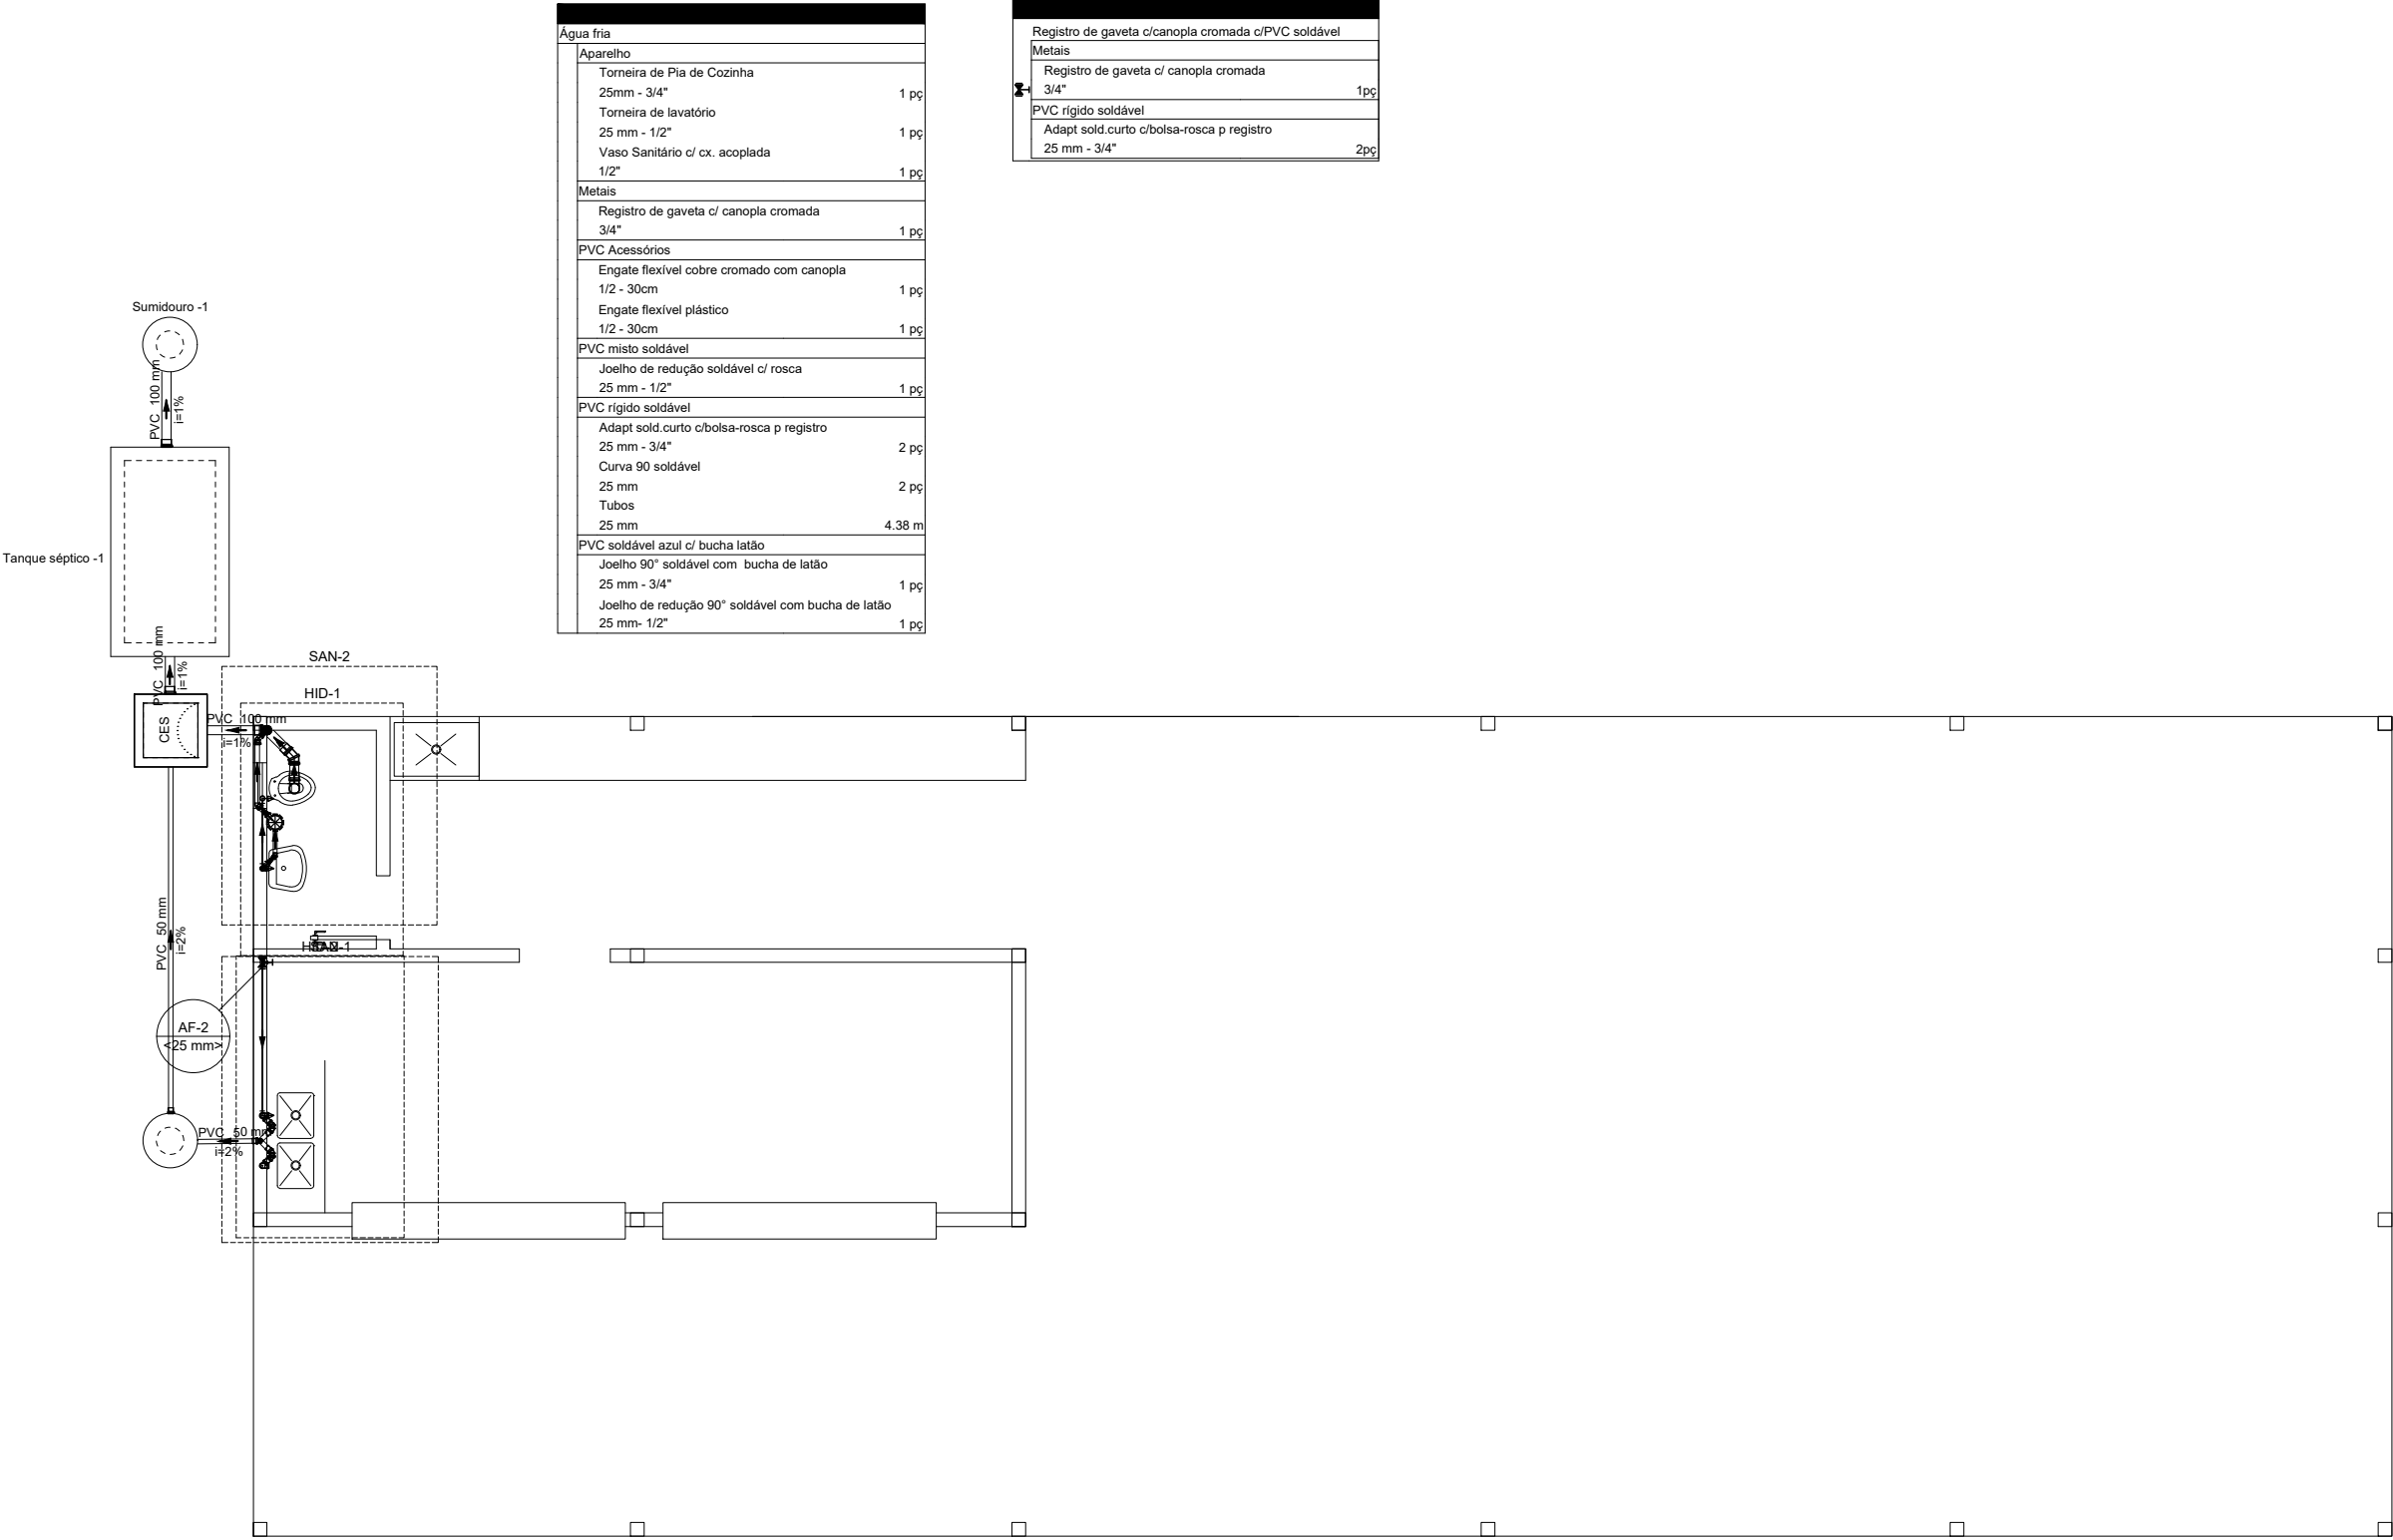 Água fria
Aparelho
Torneira de Pia de Cozinha
25mm - 3/4" 1 pç
Torneira de lavatório
25 mm - 1/2" 1 pç
Vaso Sanitário c/ cx. acoplada
1/2" 1 pç
Metais
Registro de gaveta c/ canopla cromada
3/4" 1 pç
PVC Acessórios
Engate flexível cobre cromado com canopla
1/2 - 30cm 1 pç
Engate flexível plástico
1/2 - 30cm 1 pç
PVC misto soldável
Joelho de redução soldável c/ rosca
25 mm - 1/2" 1 pç
PVC rígido soldável
Adapt sold.curto c/bolsa-rosca p registro
25 mm - 3/4" 2 pç
Curva 90 soldável
25 mm 2 pç
Tubos
25 mm 4.38 m
PVC soldável azul c/ bucha latão
Joelho 90° soldável com bucha de latão
25 mm - 3/4" 1 pç
Joelho de redução 90° soldável com bucha de latão
25 mm- 1/2" 1 pç
Registro de gaveta c/canopla cromada c/PVC soldável
Metais
Registro de gaveta c/ canopla cromada
3/4" 1pç
PVC rígido soldável
Adapt sold.curto c/bolsa-rosca p registro
25 mm - 3/4" 2pç
Sumidouro -1
PVC 100 mm
i=1%
Tanque séptico -1
PVC 100 mm
i=1%
SAN-2
HID-1
CES
PVC 100 mm
i=1%
PVC 50 mm
i=2%
AF-2
<25 mm>
PVC 50 mm
i=2%